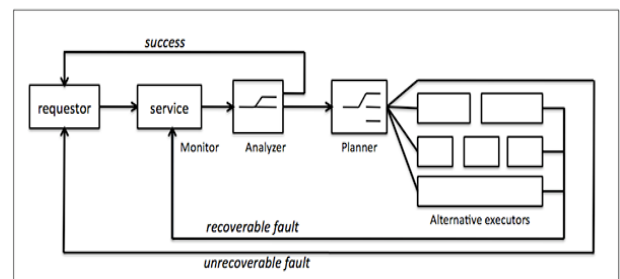 success
requestor
service
Monitor
Analyzer
Planner
Alternative executors
recoverable fault
unrecoverable fault